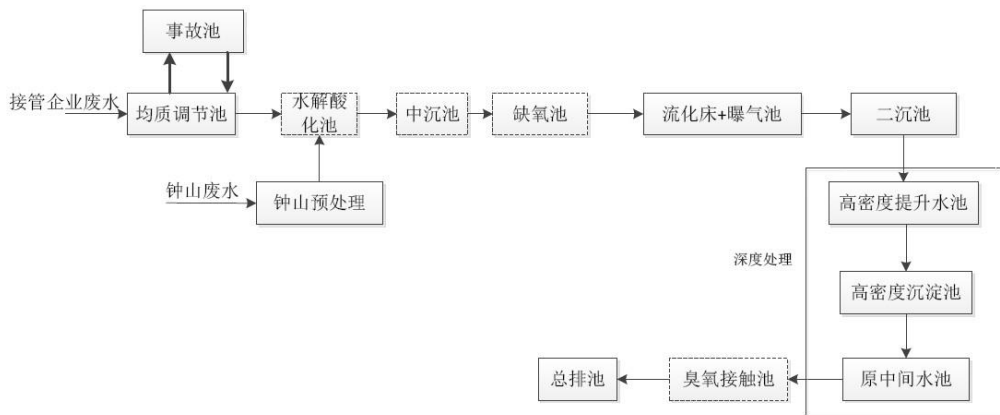 事故池
接管企业废水
均质调节池
水解酸
化池
中沉池
缺氧池
流化床+曝气池
二沉池
钟山废水
钟山预处理
高密度提升水池
深度处理
高密度沉淀池
总排池
臭氧接触池
原中间水池